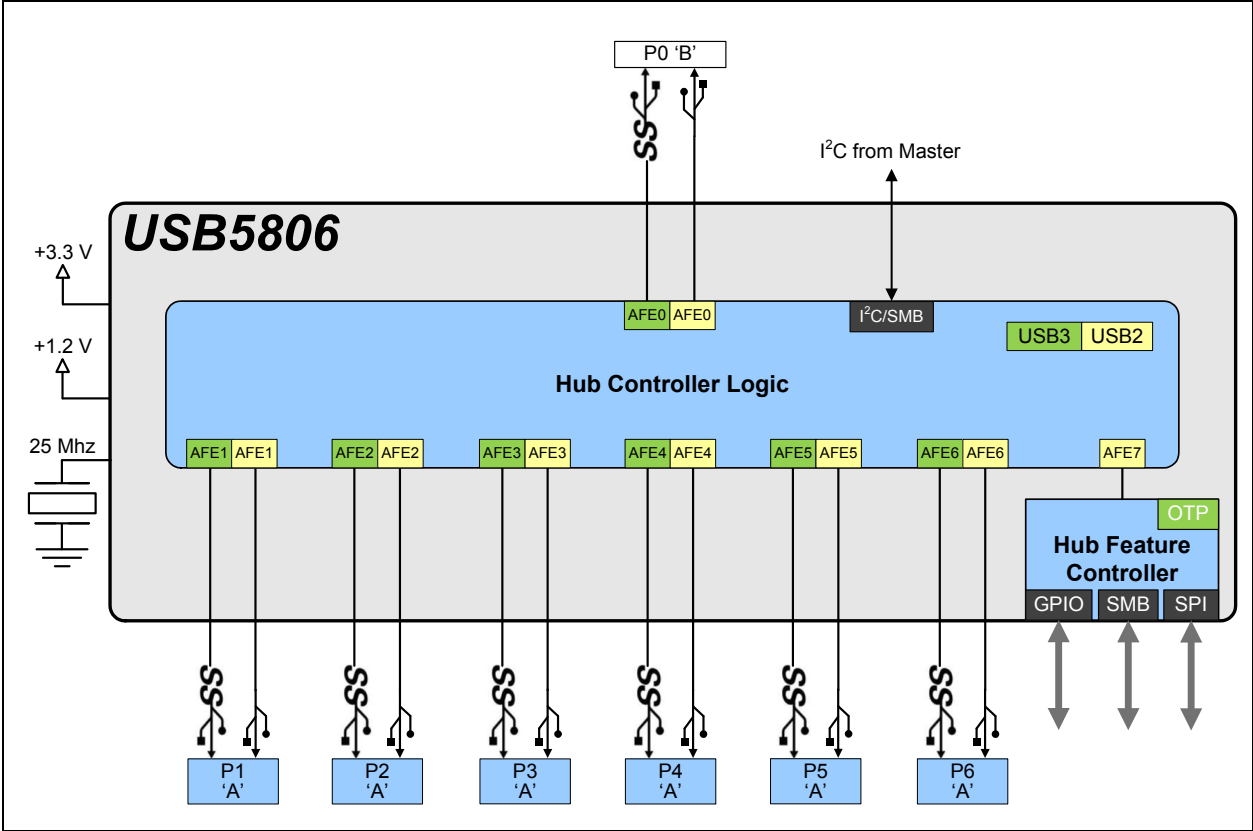 P0 ‘B’
SS
I²C from Master
USB5806
+3.3 V
AFE0 AFE0
I²C/SMB
USB3 USB2
+1.2 V
Hub Controller Logic
25 Mhz
AFE1 AFE1 AFE2 AFE2 AFE3 AFE3 AFE4 AFE4 AFE5 AFE5 AFE6 AFE6 AFE7
OTP
Hub Feature
Controller
GPIO SMB SPI
SS SS SS SS SS SS
P1 P2 P3 P4 P5 P6
‘A’ ‘A’ ‘A’ ‘A’ ‘A’ ‘A’